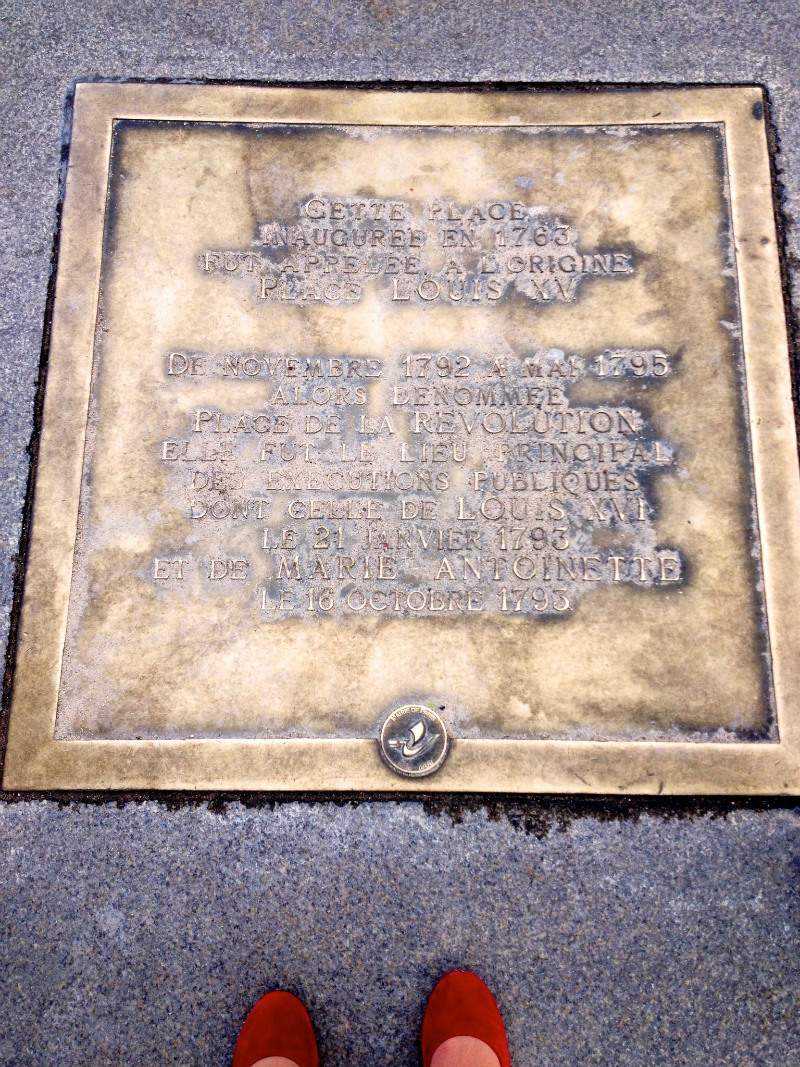 CETTE PLACE
INAUGURÉE EN 1763
FUT APPELÉE A L'ORIGINE
PLACE LOUIS XV
DE NOVEMBRE 1792 A MAI 1795
ALORS DÉNOMMÉE
PLACE DE LA RÉVOLUTION
ELLE FUT LE LIEU PRINCIPAL
DES EXÉCUTIONS PUBLIQUES
DONT CELLE DE LOUIS XVI
LE 21 JANVIER 1793
ET DE MARIE-ANTOINETTE
LE 16 OCTOBRE 1793